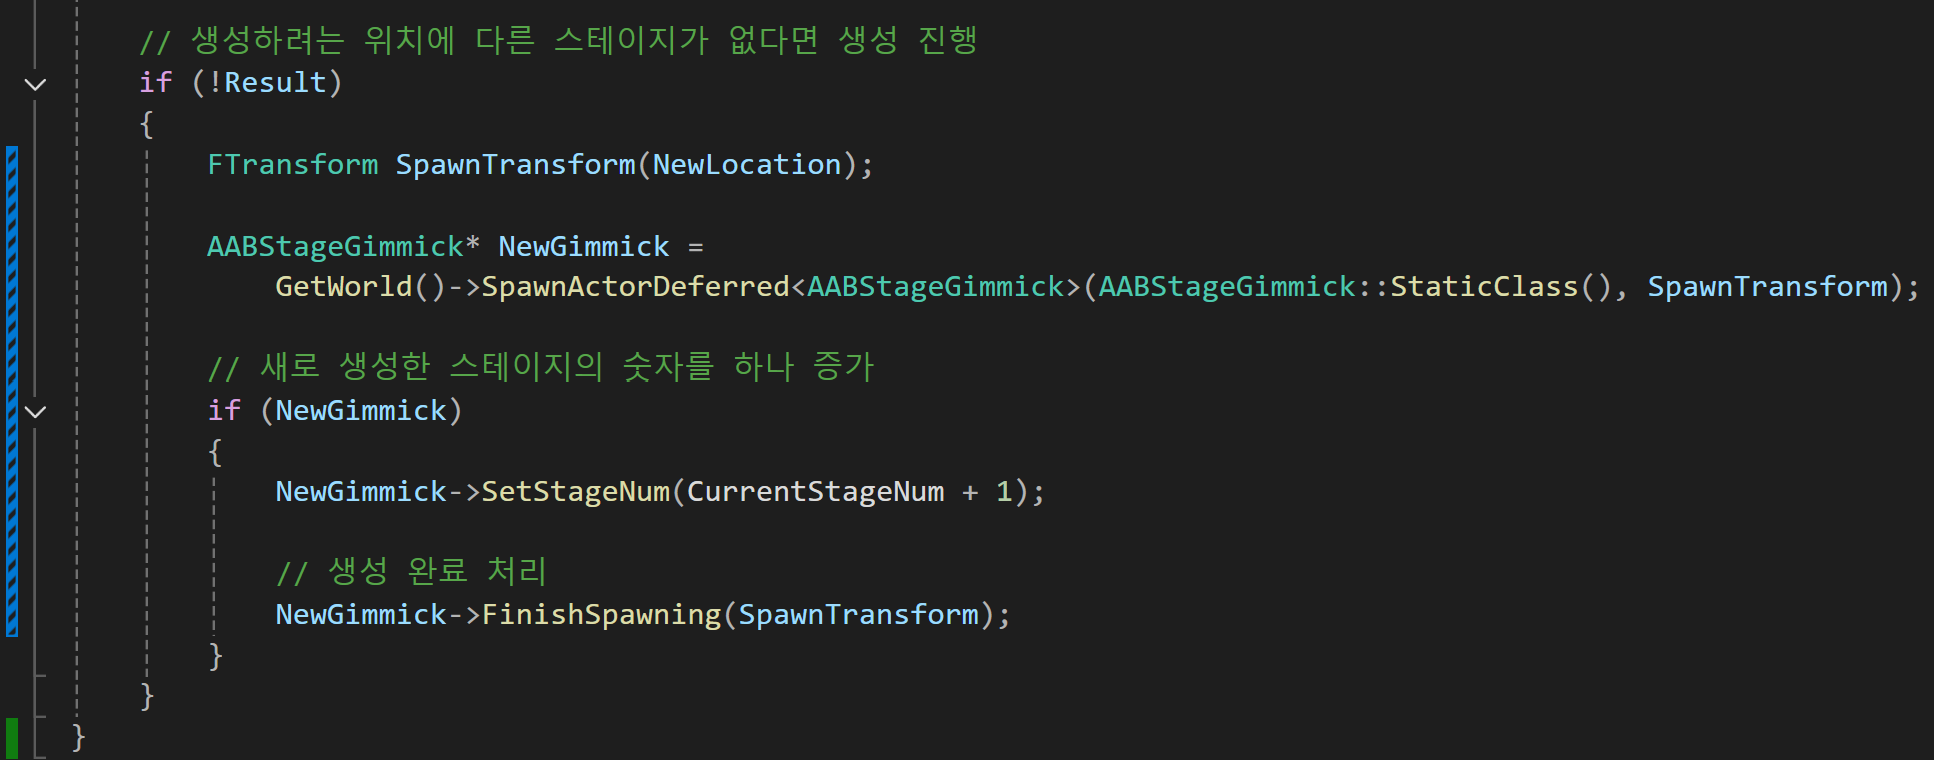 // 생성하려는 위치에 다른 스테이지가 없다면 생성 진행
if (!Result)
{
FTransform SpawnTransform(NewLocation);
AABStageGimmick* NewGimmick =
GetWorld()->SpawnActorDeferred<AABStageGimmick>(AABStageGimmick::StaticClass(), SpawnTransform);
// 새로 생성한 스테이지의 숫자를 하나 증가
if (NewGimmick)
{
NewGimmick->SetStageNum(CurrentStageNum + 1);
// 생성 완료 처리
NewGimmick->FinishSpawning(SpawnTransform);
}
}
}